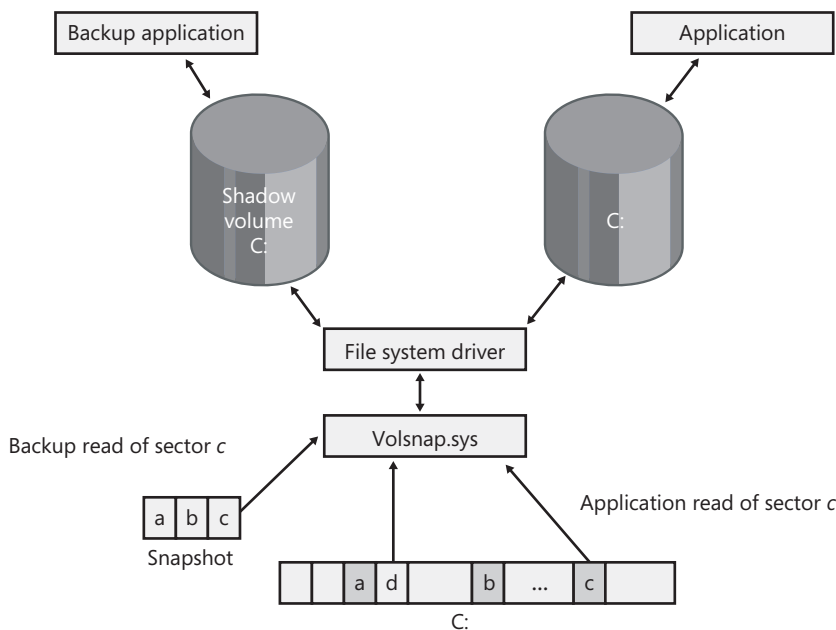 Backup application
Application
Shadow
volume
C:
C:
File system driver
Volsnap.sys
Backup read of sector c
Application read of sector c
a b c
Snapshot
a d b ... c
C: